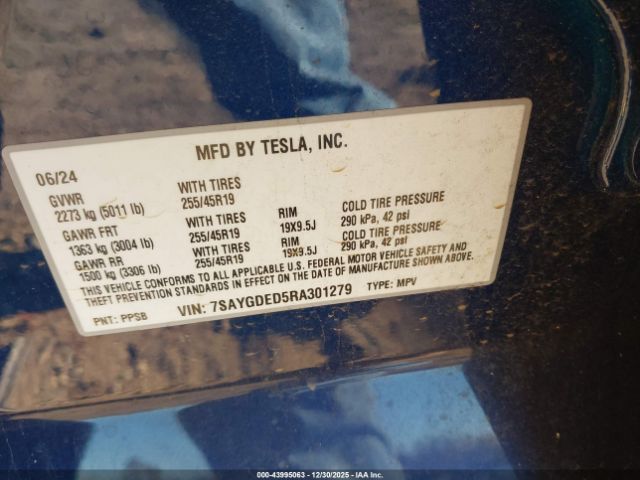 MFD BY TESLA, INC.
06/24
GVWR WITH TIRES
2273 kg (5011 lb) 255/45R19
GAWR FRT WITH TIRES RIM COLD TIRE PRESSURE
1363 kg (3004 lb) 255/45R19 19X9.5J 290 kPa, 42 psi
GAWR RR WITH TIRES RIM COLD TIRE PRESSURE
1500 kg (3306 lb) 255/45R19 19X9.5J 290 kPa, 42 psi
THIS VEHICLE CONFORMS TO ALL APPLICABLE U.S. FEDERAL MOTOR VEHICLE SAFETY AND
THEFT PREVENTION STANDARDS IN EFFECT ON THE DATE OF MANUFACTURE SHOWN ABOVE.
PNT: PPSB VIN: 7SAYGDED5RA301279 TYPE: MPV
000-43995063 - 12/30/2025 - IAA Inc.